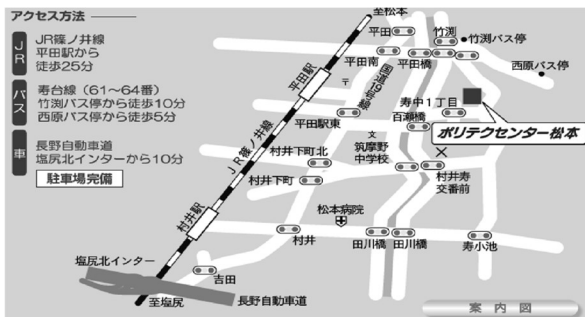 アクセス方法
JR
JR篠ノ井線
平田駅から
徒歩25分
バス
寿台線（61～64番）
竹渕バス停から徒歩10分
西原バス停から徒歩5分
車
長野自動車道
塩尻北インターから10分
駐車場完備
至松本
平田
竹渕
竹渕バス停
平田南
平田橋
西原バス停
平田駅
〒
国道19号線
寿中1丁目
平田駅東
百瀬橋
ポリテクセンター松本
JR篠ノ井線
文
筑摩野
中学校
村井下町北
村井下町
村井寿
交番前
村井駅
松本病院
村井
田川橋
田川橋
寿小池
塩尻北インター
吉田
至塩尻
長野自動車道
案内図